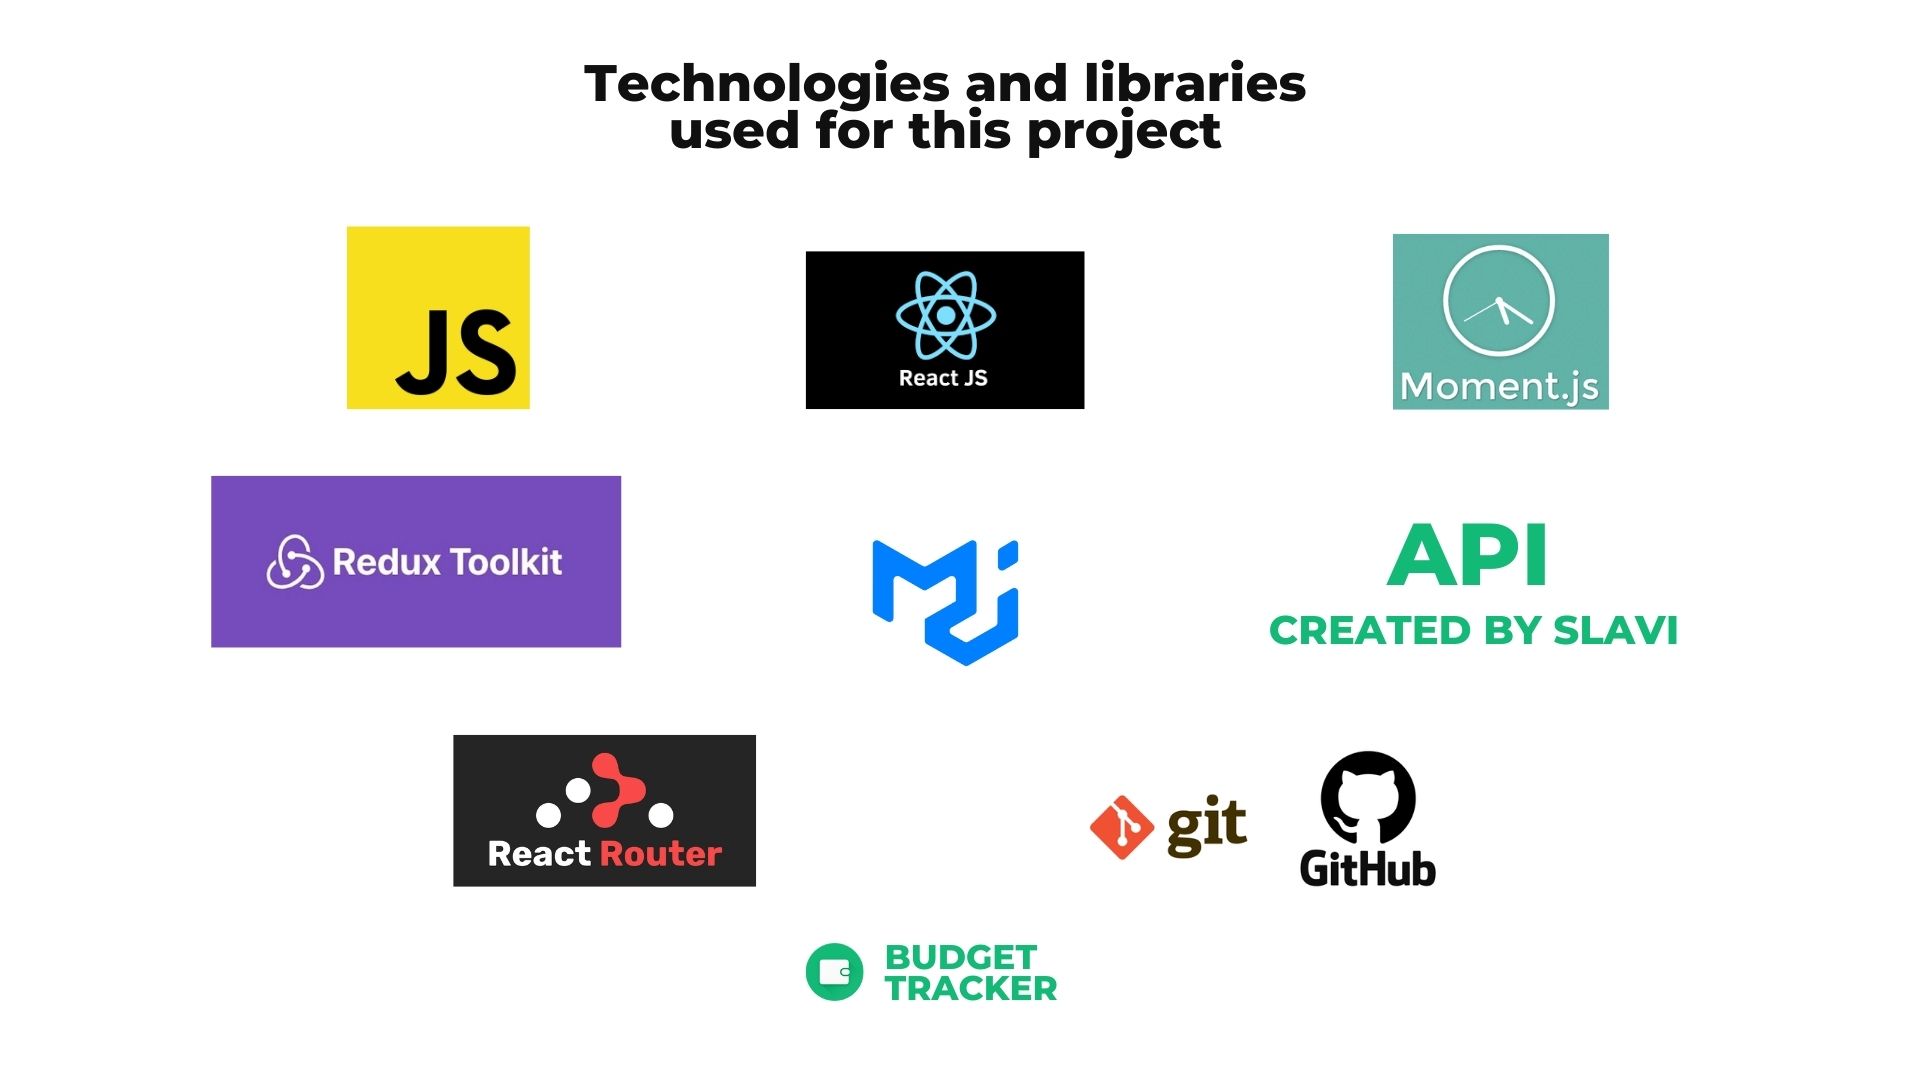 Technologies and libraries
used for this project
JS
React JS
Moment.js
Redux Toolkit
API
CREATED BY SLAVI
React Router
git
GitHub
BUDGET
TRACKER